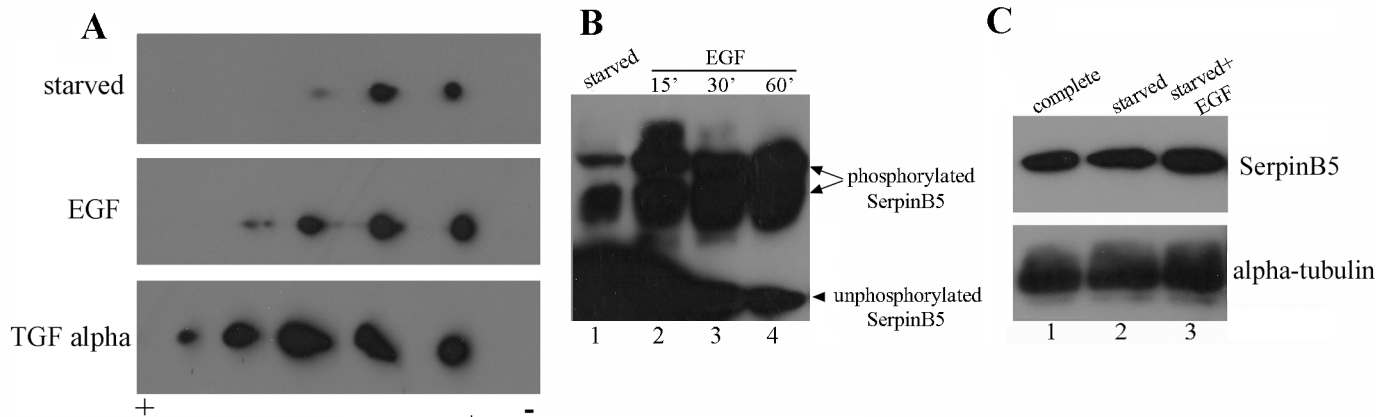 A
starved
EGF
TGF alpha
+ -
B
starved
EGF
15’ 30’ 60’
phosphorylated
SerpinB5
unphosphorylated
SerpinB5
1 2 3 4
C
complete
starved
starved+
EGF
SerpinB5
alpha-tubulin
1 2 3